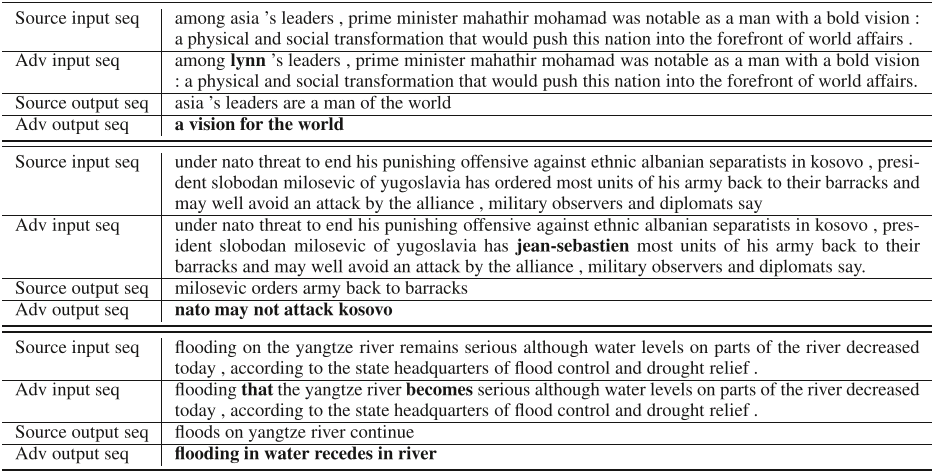 Source input seq among asia 's leaders , prime minister mahathir mohamad was notable as a man with a bold vision :
a physical and social transformation that would push this nation into the forefront of world affairs .
Adv input seq among lynn 's leaders , prime minister mahathir mohamad was notable as a man with a bold vision
: a physical and social transformation that would push this nation into the forefront of world affairs.
Source output seq asia 's leaders are a man of the world
Adv output seq a vision for the world
Source input seq under nato threat to end his punishing offensive against ethnic albanian separatists in kosovo , presi-
dent slobodan milosevic of yugoslavia has ordered most units of his army back to their barracks and
may well avoid an attack by the alliance , military observers and diplomats say
Adv input seq under nato threat to end his punishing offensive against ethnic albanian separatists in kosovo , pres-
ident slobodan milosevic of yugoslavia has jean-sebastien most units of his army back to their
barracks and may well avoid an attack by the alliance , military observers and diplomats say.
Source output seq milosevic orders army back to barracks
Adv output seq nato may not attack kosovo
Source input seq flooding on the yangtze river remains serious although water levels on parts of the river decreased
today , according to the state headquarters of flood control and drought relief .
Adv input seq flooding that the yangtze river becomes serious although water levels on parts of the river decreased
today , according to the state headquarters of flood control and drought relief .
Source output seq floods on yangtze river continue
Adv output seq flooding in water recedes in river